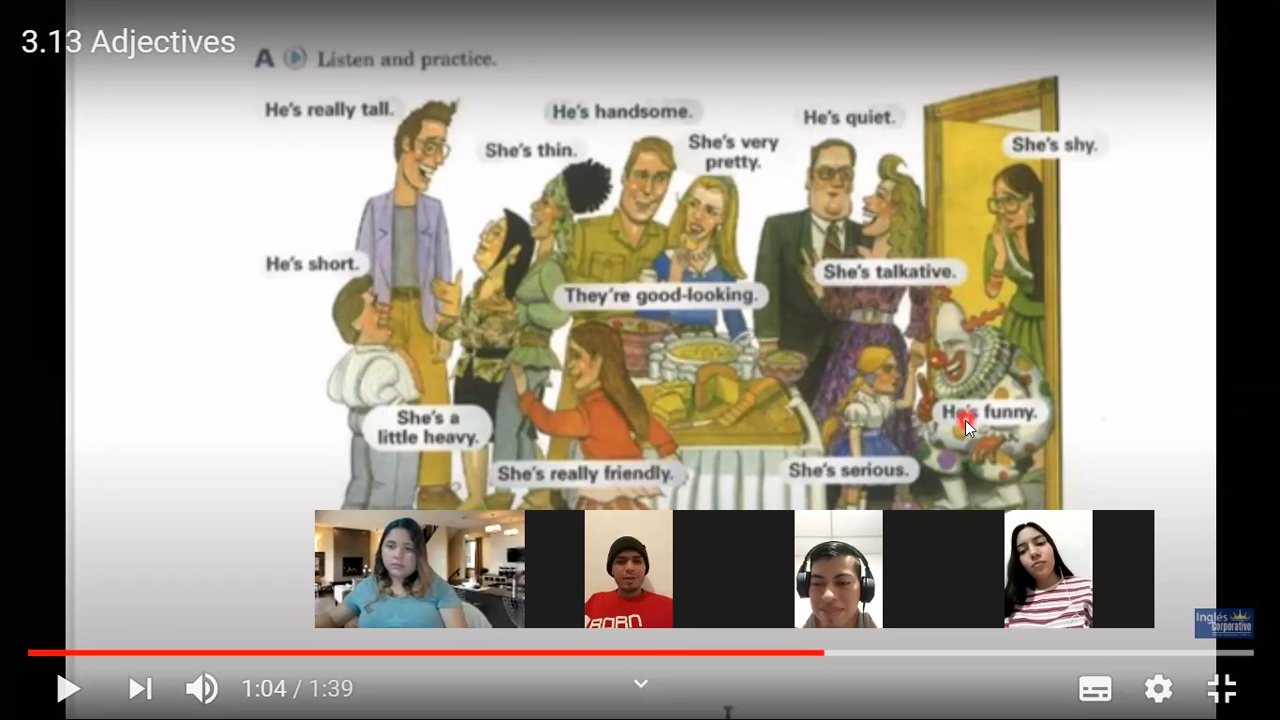 3.13 Adjectives
A Listen and practice.
He's really tall.
He's handsome.
He's quiet.
She's thin.
She's very
pretty.
She's shy.
He's short.
She's talkative.
They're good-looking.
She's a
little heavy.
He's funny.
She's really friendly.
She's serious.
BORN
Inglés
Corporativo
1:04 / 1:39